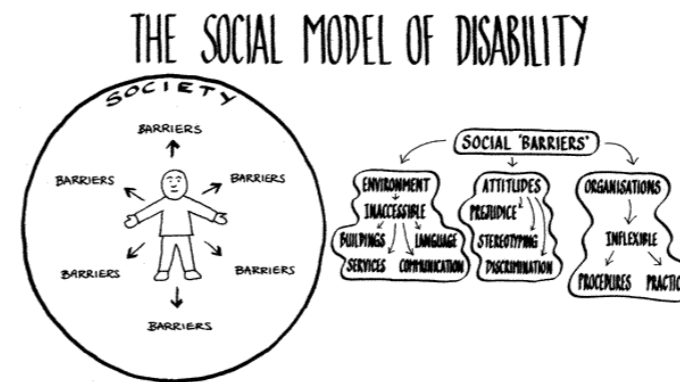 THE SOCIAL MODEL OF DISABILITY
SOCIETY
BARRIERS
BARRIERS
BARRIERS
BARRIERS
BARRIERS
BARRIERS
SOCIAL 'BARRIERS'
ENVIRONMENT
INACCESSIBLE
BUILDINGS LANGUAGE
SERVICES COMMUNICATION
ATTITUDES
PREJUDICE
STEREOTYPING
DISCRIMINATION
ORGANISATIONS
INFLEXIBLE
PROCEDURES